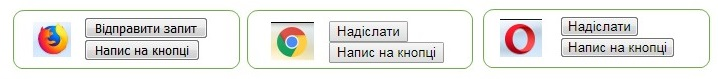 Відправити запит
Напис на кнопці
Надіслати
Напис на кнопці
Надіслати
Напис на кнопці